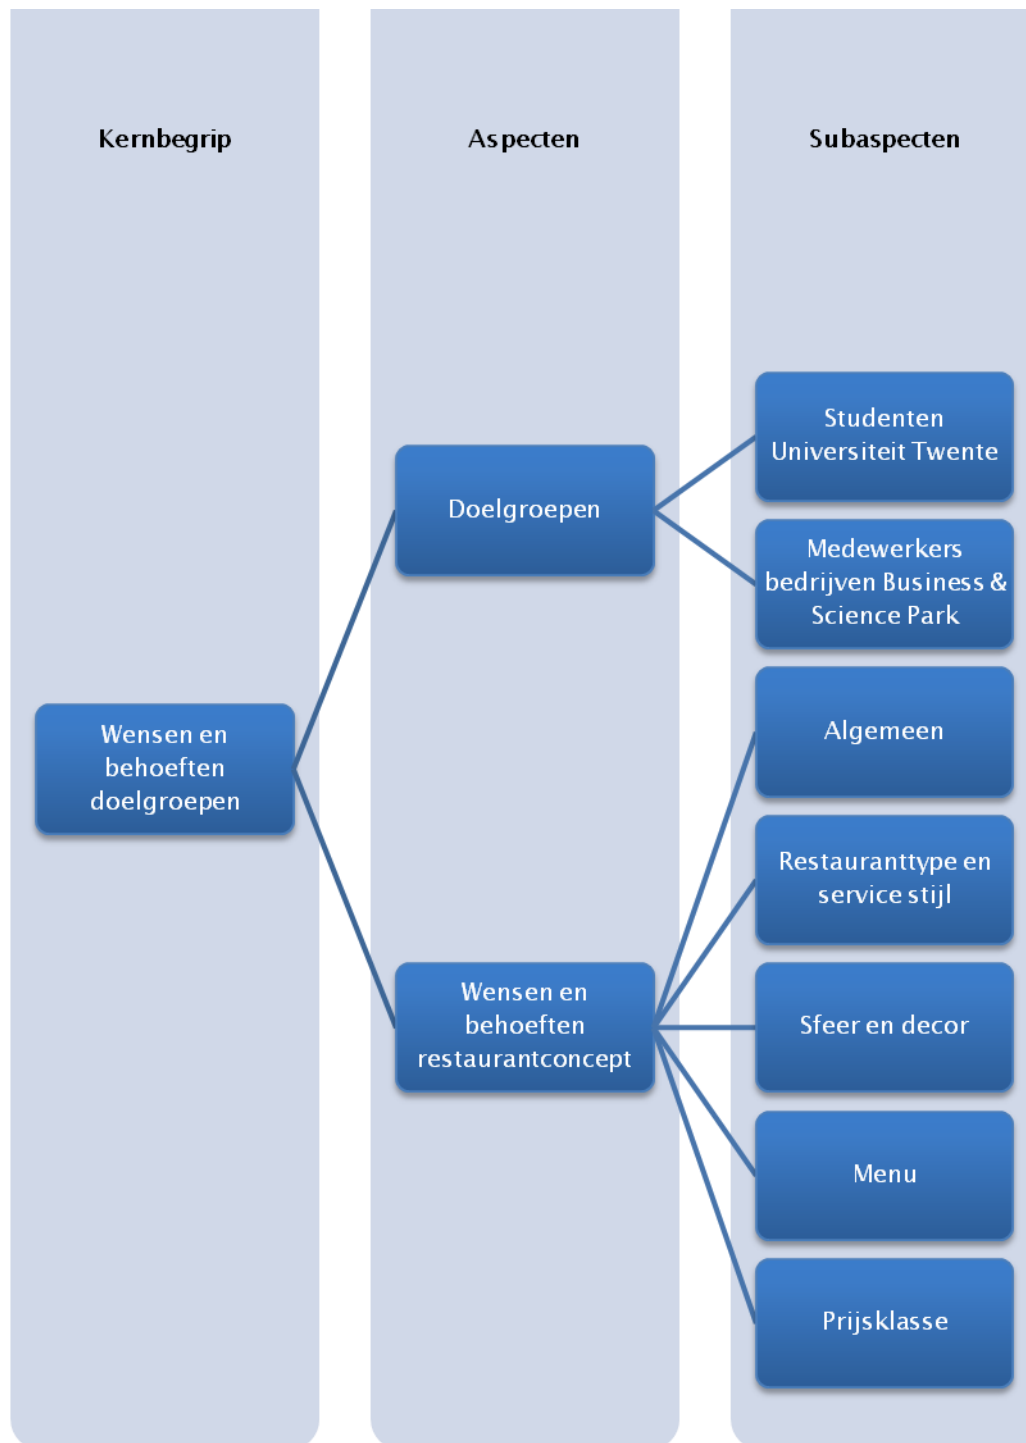 Kernbegrip
Aspecten
Subaspecten
Wensen en
behoeften
doelgroepen
Doelgroepen
Wensen en
behoeften
restaurantconcept
Studenten
Universiteit Twente
Medewerkers
bedrijven Business &
Science Park
Algemeen
Restauranttype en
service stijl
Sfeer en decor
Menu
Prijsklasse